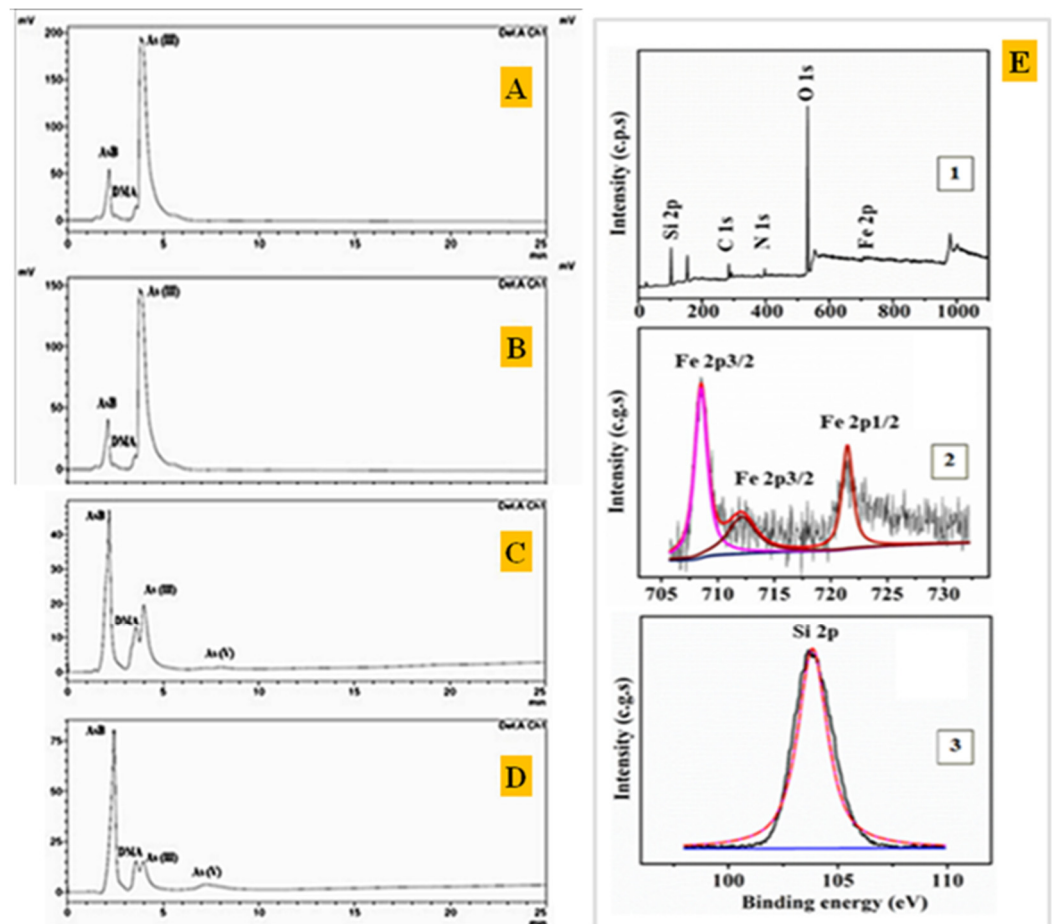 mV mV
200
Det.A Ch1
As (III)
150
A
100
AsB
50
DMA
0
0 5 10 15 20 25
min
mV mV
150
Det.A Ch1
As (III)
B
100
AsB
50
DMA
0
0 5 10 15 20 25
min
Det.A Ch1
AsB
40
C
30
As (III)
20
DMA
10
As (V)
0
0 5 10 15 20 25
min
Det.A Ch1
AsB
75
D
50
25
DMA
As (III)
As (V)
0
0 5 10 15 20 25
min
E
Intensity (c.p.s)
O 1s
1
Si 2p
C 1s
N 1s
Fe 2p
0 200 400 600 800 1000
Intensity (c.g.s)
Fe 2p3/2
Fe 2p1/2
2
Fe 2p3/2
705 710 715 720 725 730
Intensity (c.g.s)
Si 2p
3
100 105 110
Binding energy (eV)